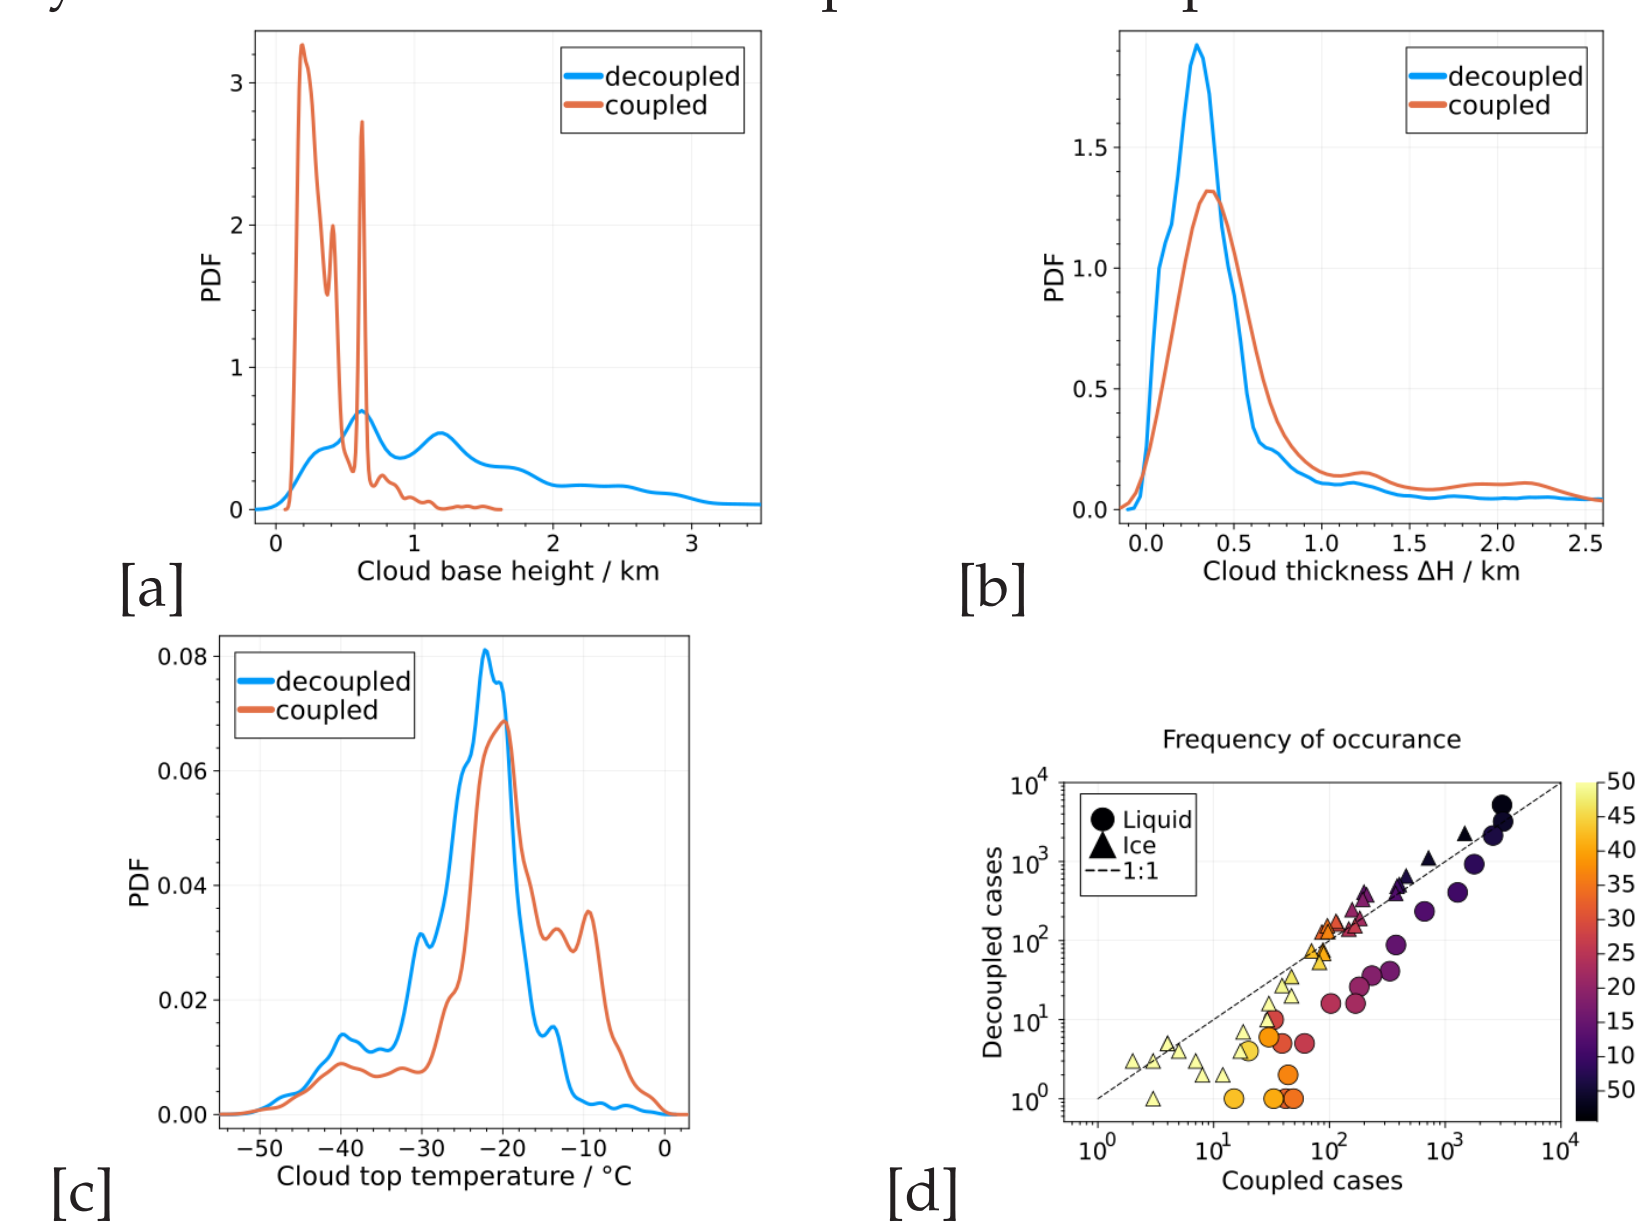 decoupled
coupled
3
2
1
0
PDF
0 1 2 3
Cloud base height / km
[a]
decoupled
coupled
1.5
1.0
0.5
0.0
PDF
0.0 0.5 1.0 1.5 2.0 2.5
Cloud thickness ΔH / km
[b]
decoupled
coupled
0.08
0.06
0.04
0.02
0.00
PDF
−50 −40 −30 −20 −10 0
Cloud top temperature / °C
[c]
Frequency of occurance
Liquid
Ice
1:1
10⁴
10³
10²
10¹
10⁰
Decoupled cases
10⁰ 10¹ 10² 10³ 10⁴
Coupled cases
50
45
40
35
30
25
20
15
10
50
[d]